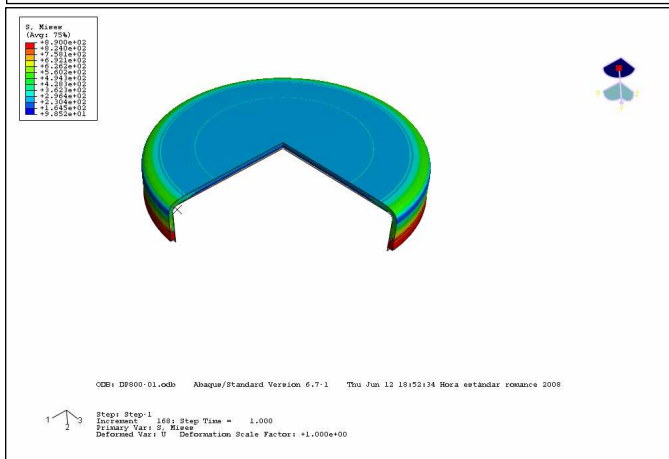 S, Mises
(Avg: 75%)
+8.900e+02
+8.240e+02
+7.581e+02
+6.921e+02
+6.262e+02
+5.602e+02
+4.943e+02
+4.283e+02
+3.623e+02
+2.964e+02
+2.304e+02
+1.645e+02
+9.852e+01
ODB: DP800-01.odb Abaqus/Standard Version 6.7-1 Thu Jun 12 18:52:34 Hora estándar romance 2008
1 2 3
Step: Step-1
Increment 168: Step Time = 1.000
Primary Var: S, Mises
Deformed Var: U Deformation Scale Factor: +1.000e+00